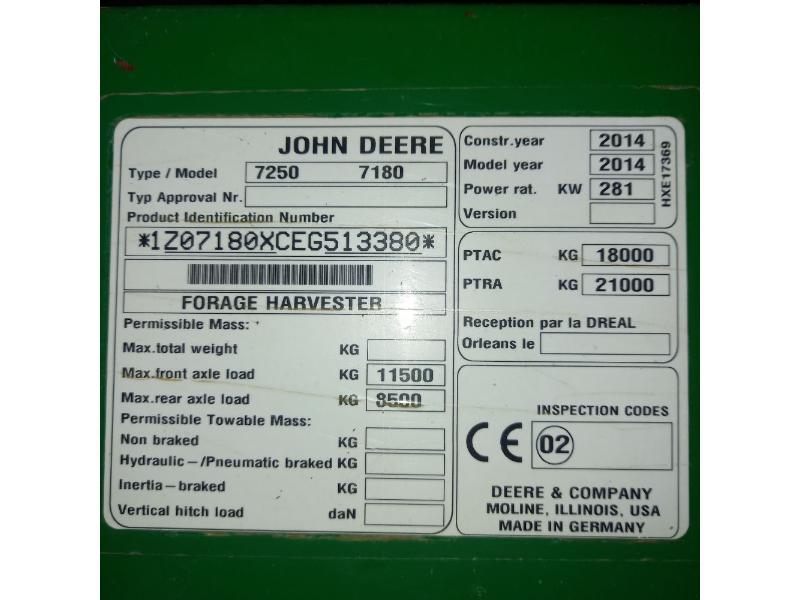 JOHN DEERE
Type / Model 7250 7180
Typ Approval Nr.
Product Identification Number
*1Z07180XCEG513380*
FORAGE HARVESTER
Permissible Mass:
Max.total weight KG
Max.front axle load KG 11500
Max.rear axle load KG 8500
Permissible Towable Mass:
Non braked KG
Hydraulic-/Pneumatic braked KG
Inertia-braked KG
Vertical hitch load daN
Constr.year 2014
Model year 2014
Power rat. KW 281
Version
HXE17369
PTAC KG 18000
PTRA KG 21000
Reception par la DREAL
Orleans le
INSPECTION CODES
CE 02
DEERE & COMPANY
MOLINE, ILLINOIS, USA
MADE IN GERMANY